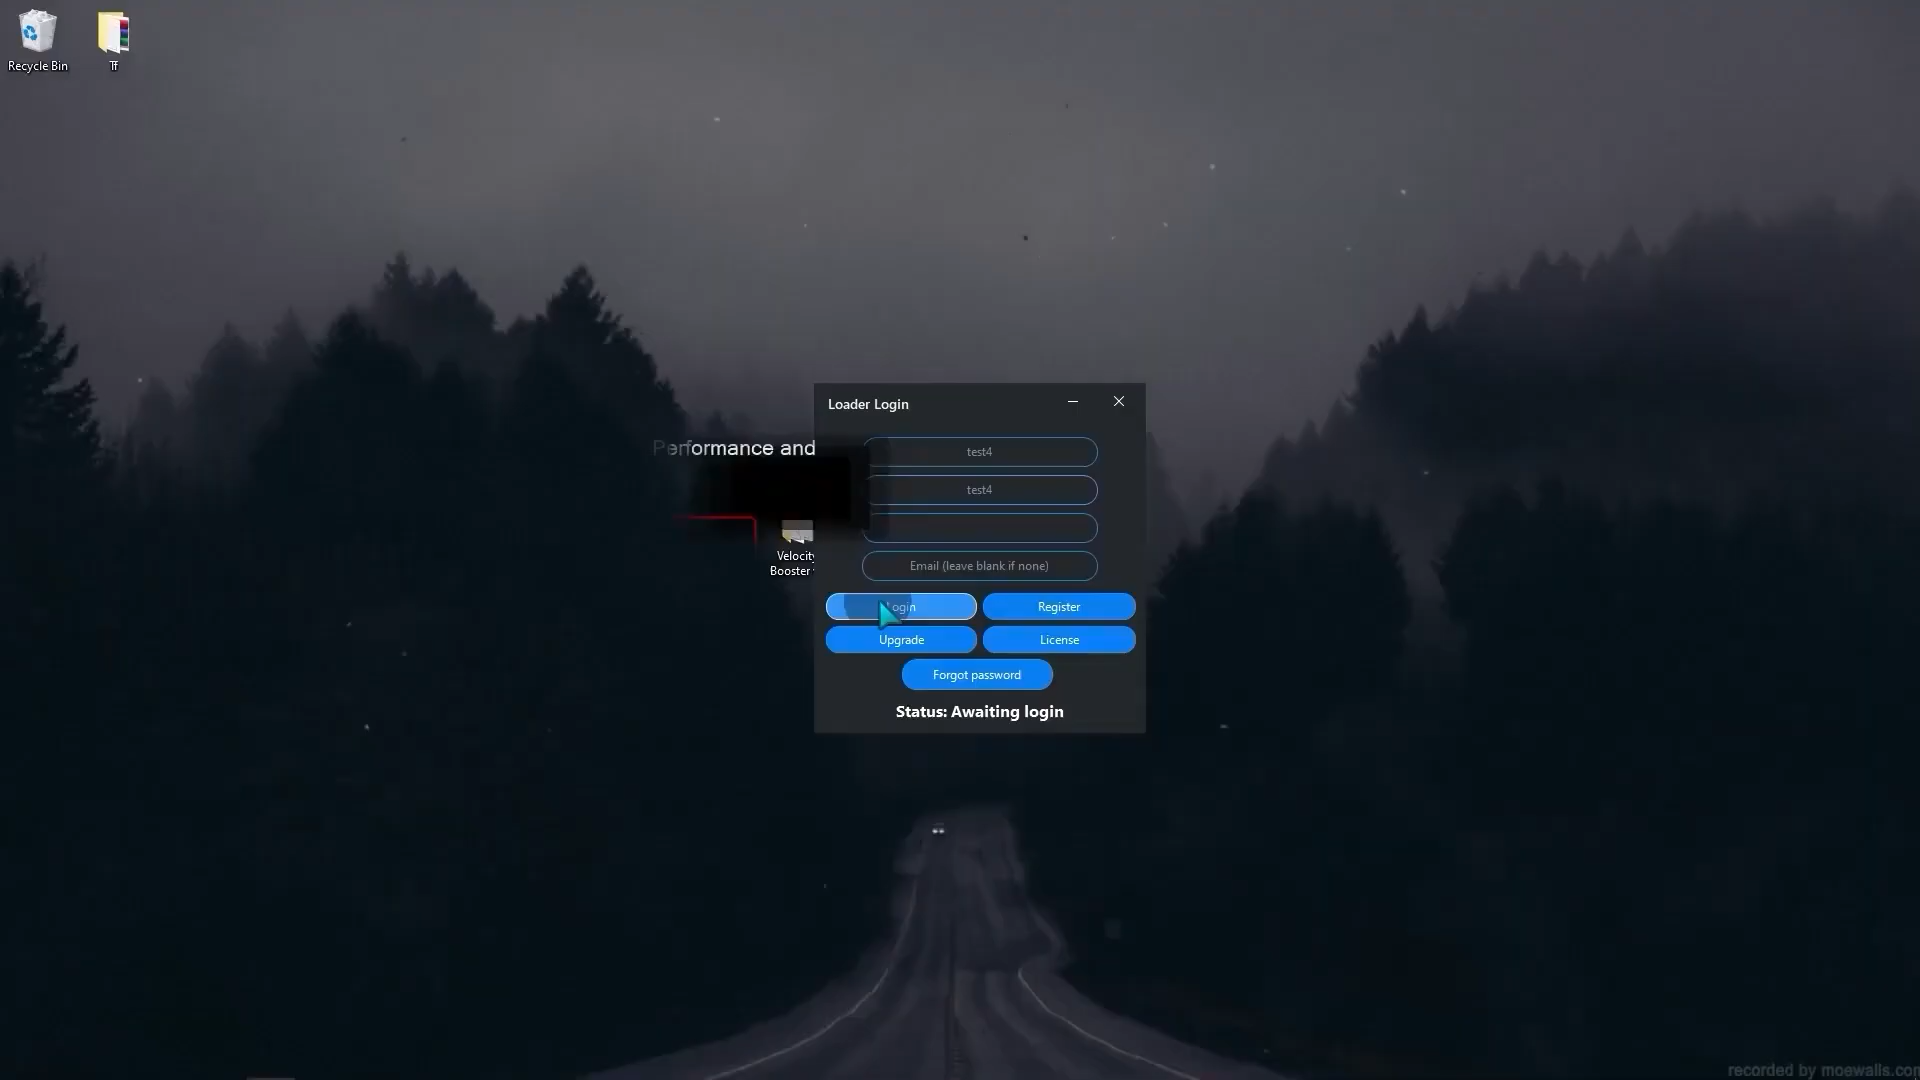 Recycle Bin
Tf
Loader Login
Performance and
test4
test4
Velocity
Booster
Email (leave blank if none)
Login
Register
Upgrade
License
Forgot password
Status: Awaiting login
recorded by moewalls.com